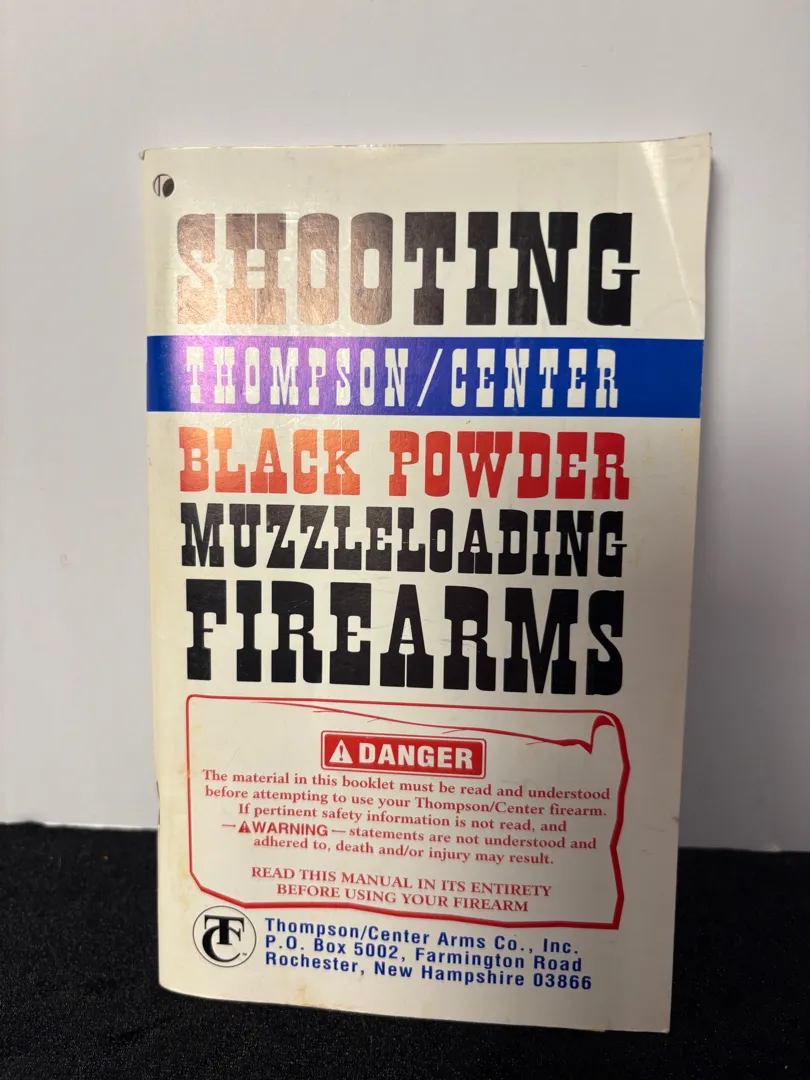 SHOOTING
THOMPSON/CENTER
BLACK POWDER
MUZZLELOADING
FIREARMS
⚠DANGER
The material in this booklet must be read and understood
before attempting to use your Thompson/Center firearm.
If pertinent safety information is not read, and
—⚠WARNING— statements are not understood and
adhered to, death and/or injury may result.
READ THIS MANUAL IN ITS ENTIRETY
BEFORE USING YOUR FIREARM
TC™
Thompson/Center Arms Co., Inc.
P.O. Box 5002, Farmington Road
Rochester, New Hampshire 03866